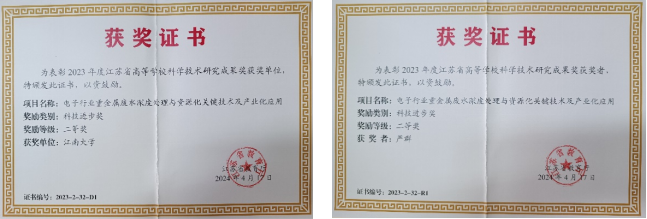 获奖证书
为表彰2023年度江苏省高等学校科学技术研究成果奖获奖单位，
特颁发此证书，以资鼓励。
项目名称：电子行业重金属废水深度处理与资源化关键技术及产业化应用
奖励类别：科技进步奖
奖励等级：二等奖
获奖单位：江南大学
2024年4月17日
证书编号：2023-2-32-D1
获奖证书
为表彰2023年度江苏省高等学校科学技术研究成果奖获奖者，
特颁发此证书，以资鼓励。
项目名称：电子行业重金属废水深度处理与资源化关键技术及产业化应用
奖励类别：科技进步奖
奖励等级：二等奖
获奖者：严群
2024年4月17日
证书编号：2023-2-32-R1